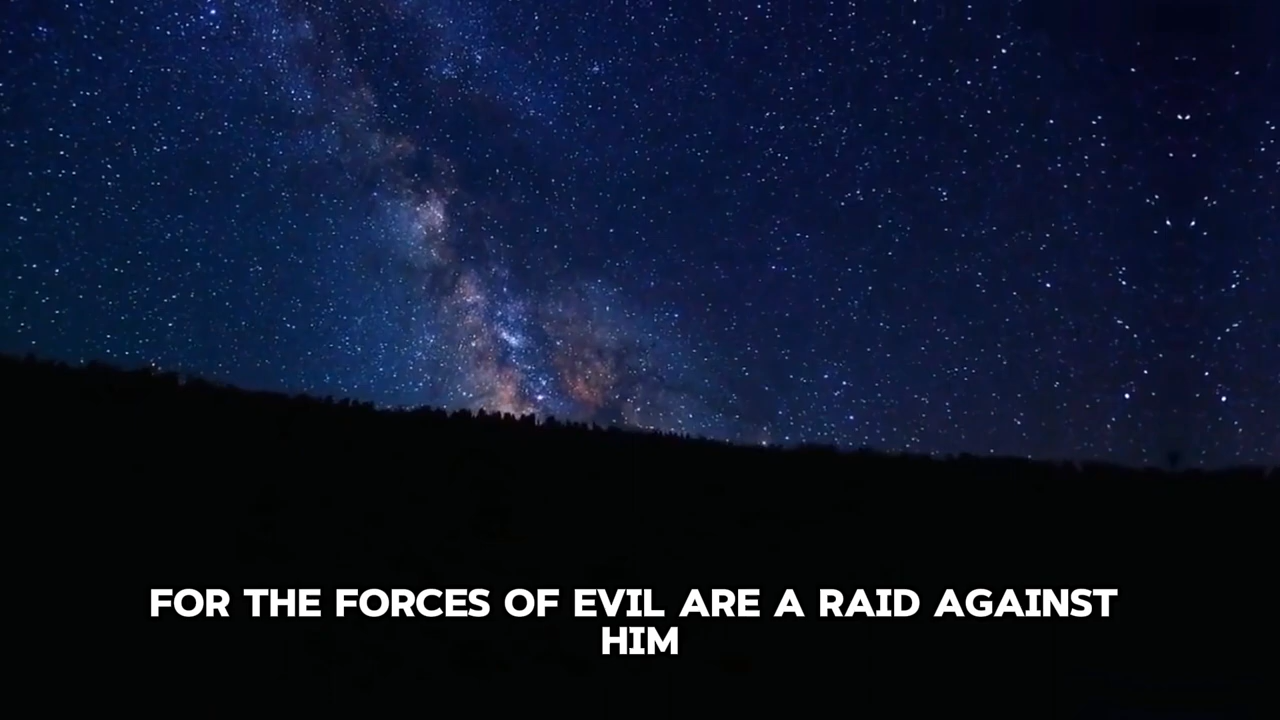 FOR THE FORCES OF EVIL ARE A RAID AGAINST
HIM